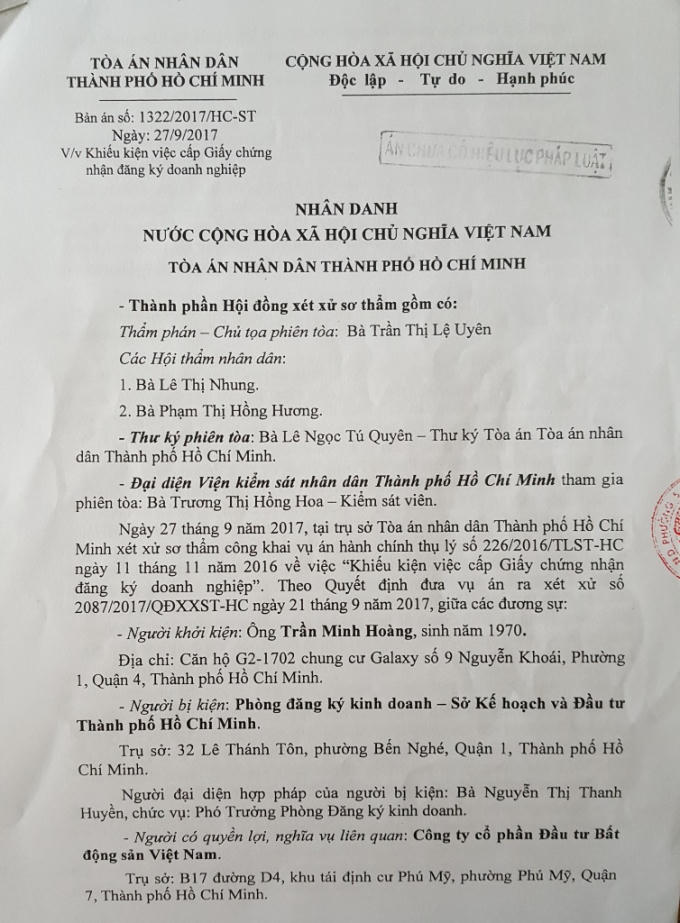 TÒA ÁN NHÂN DÂN
THÀNH PHỐ HỒ CHÍ MINH
CỘNG HÒA XÃ HỘI CHỦ NGHĨA VIỆT NAM
Độc lập - Tự do - Hạnh phúc
Bản án số: 1322/2017/HC-ST
Ngày: 27/9/2017
V/v Khiếu kiện việc cấp Giấy chứng
nhận đăng ký doanh nghiệp
ÁN CHƯA CÓ HIỆU LỰC PHÁP LUẬT
NHÂN DANH
NƯỚC CỘNG HÒA XÃ HỘI CHỦ NGHĨA VIỆT NAM
TÒA ÁN NHÂN DÂN THÀNH PHỐ HỒ CHÍ MINH
- Thành phần Hội đồng xét xử sơ thẩm gồm có:
Thẩm phán – Chủ tọa phiên tòa: Bà Trần Thị Lệ Uyên
Các Hội thẩm nhân dân:
1. Bà Lê Thị Nhung.
2. Bà Phạm Thị Hồng Hương.
- Thư ký phiên tòa: Bà Lê Ngọc Tú Quyên – Thư ký Tòa án Tòa án nhân
dân Thành phố Hồ Chí Minh.
- Đại diện Viện kiểm sát nhân dân Thành phố Hồ Chí Minh tham gia
phiên tòa: Bà Trương Thị Hồng Hoa – Kiểm sát viên.
Ngày 27 tháng 9 năm 2017, tại trụ sở Tòa án nhân dân Thành phố Hồ Chí
Minh xét xử sơ thẩm công khai vụ án hành chính thụ lý số 226/2016/TLST-HC
ngày 11 tháng 11 năm 2016 về việc “Khiếu kiện việc cấp Giấy chứng nhận
đăng ký doanh nghiệp”. Theo Quyết định đưa vụ án ra xét xử số
2087/2017/QĐXXST-HC ngày 21 tháng 9 năm 2017, giữa các đương sự:
- Người khởi kiện: Ông Trần Minh Hoàng, sinh năm 1970.
Địa chỉ: Căn hộ G2-1702 chung cư Galaxy số 9 Nguyễn Khoái, Phường
1, Quận 4, Thành phố Hồ Chí Minh.
- Người bị kiện: Phòng đăng ký kinh doanh – Sở Kế hoạch và Đầu tư
Thành phố Hồ Chí Minh.
Trụ sở: 32 Lê Thánh Tôn, phường Bến Nghé, Quận 1, Thành phố Hồ
Chí Minh.
Người đại diện hợp pháp của người bị kiện: Bà Nguyễn Thị Thanh
Huyền, chức vụ: Phó Trưởng Phòng Đăng ký kinh doanh.
- Người có quyền lợi, nghĩa vụ liên quan: Công ty cổ phần Đầu tư Bất
động sản Việt Nam.
Trụ sở: B17 đường D4, khu tái định cư Phú Mỹ, phường Phú Mỹ, Quận
7, Thành phố Hồ Chí Minh.